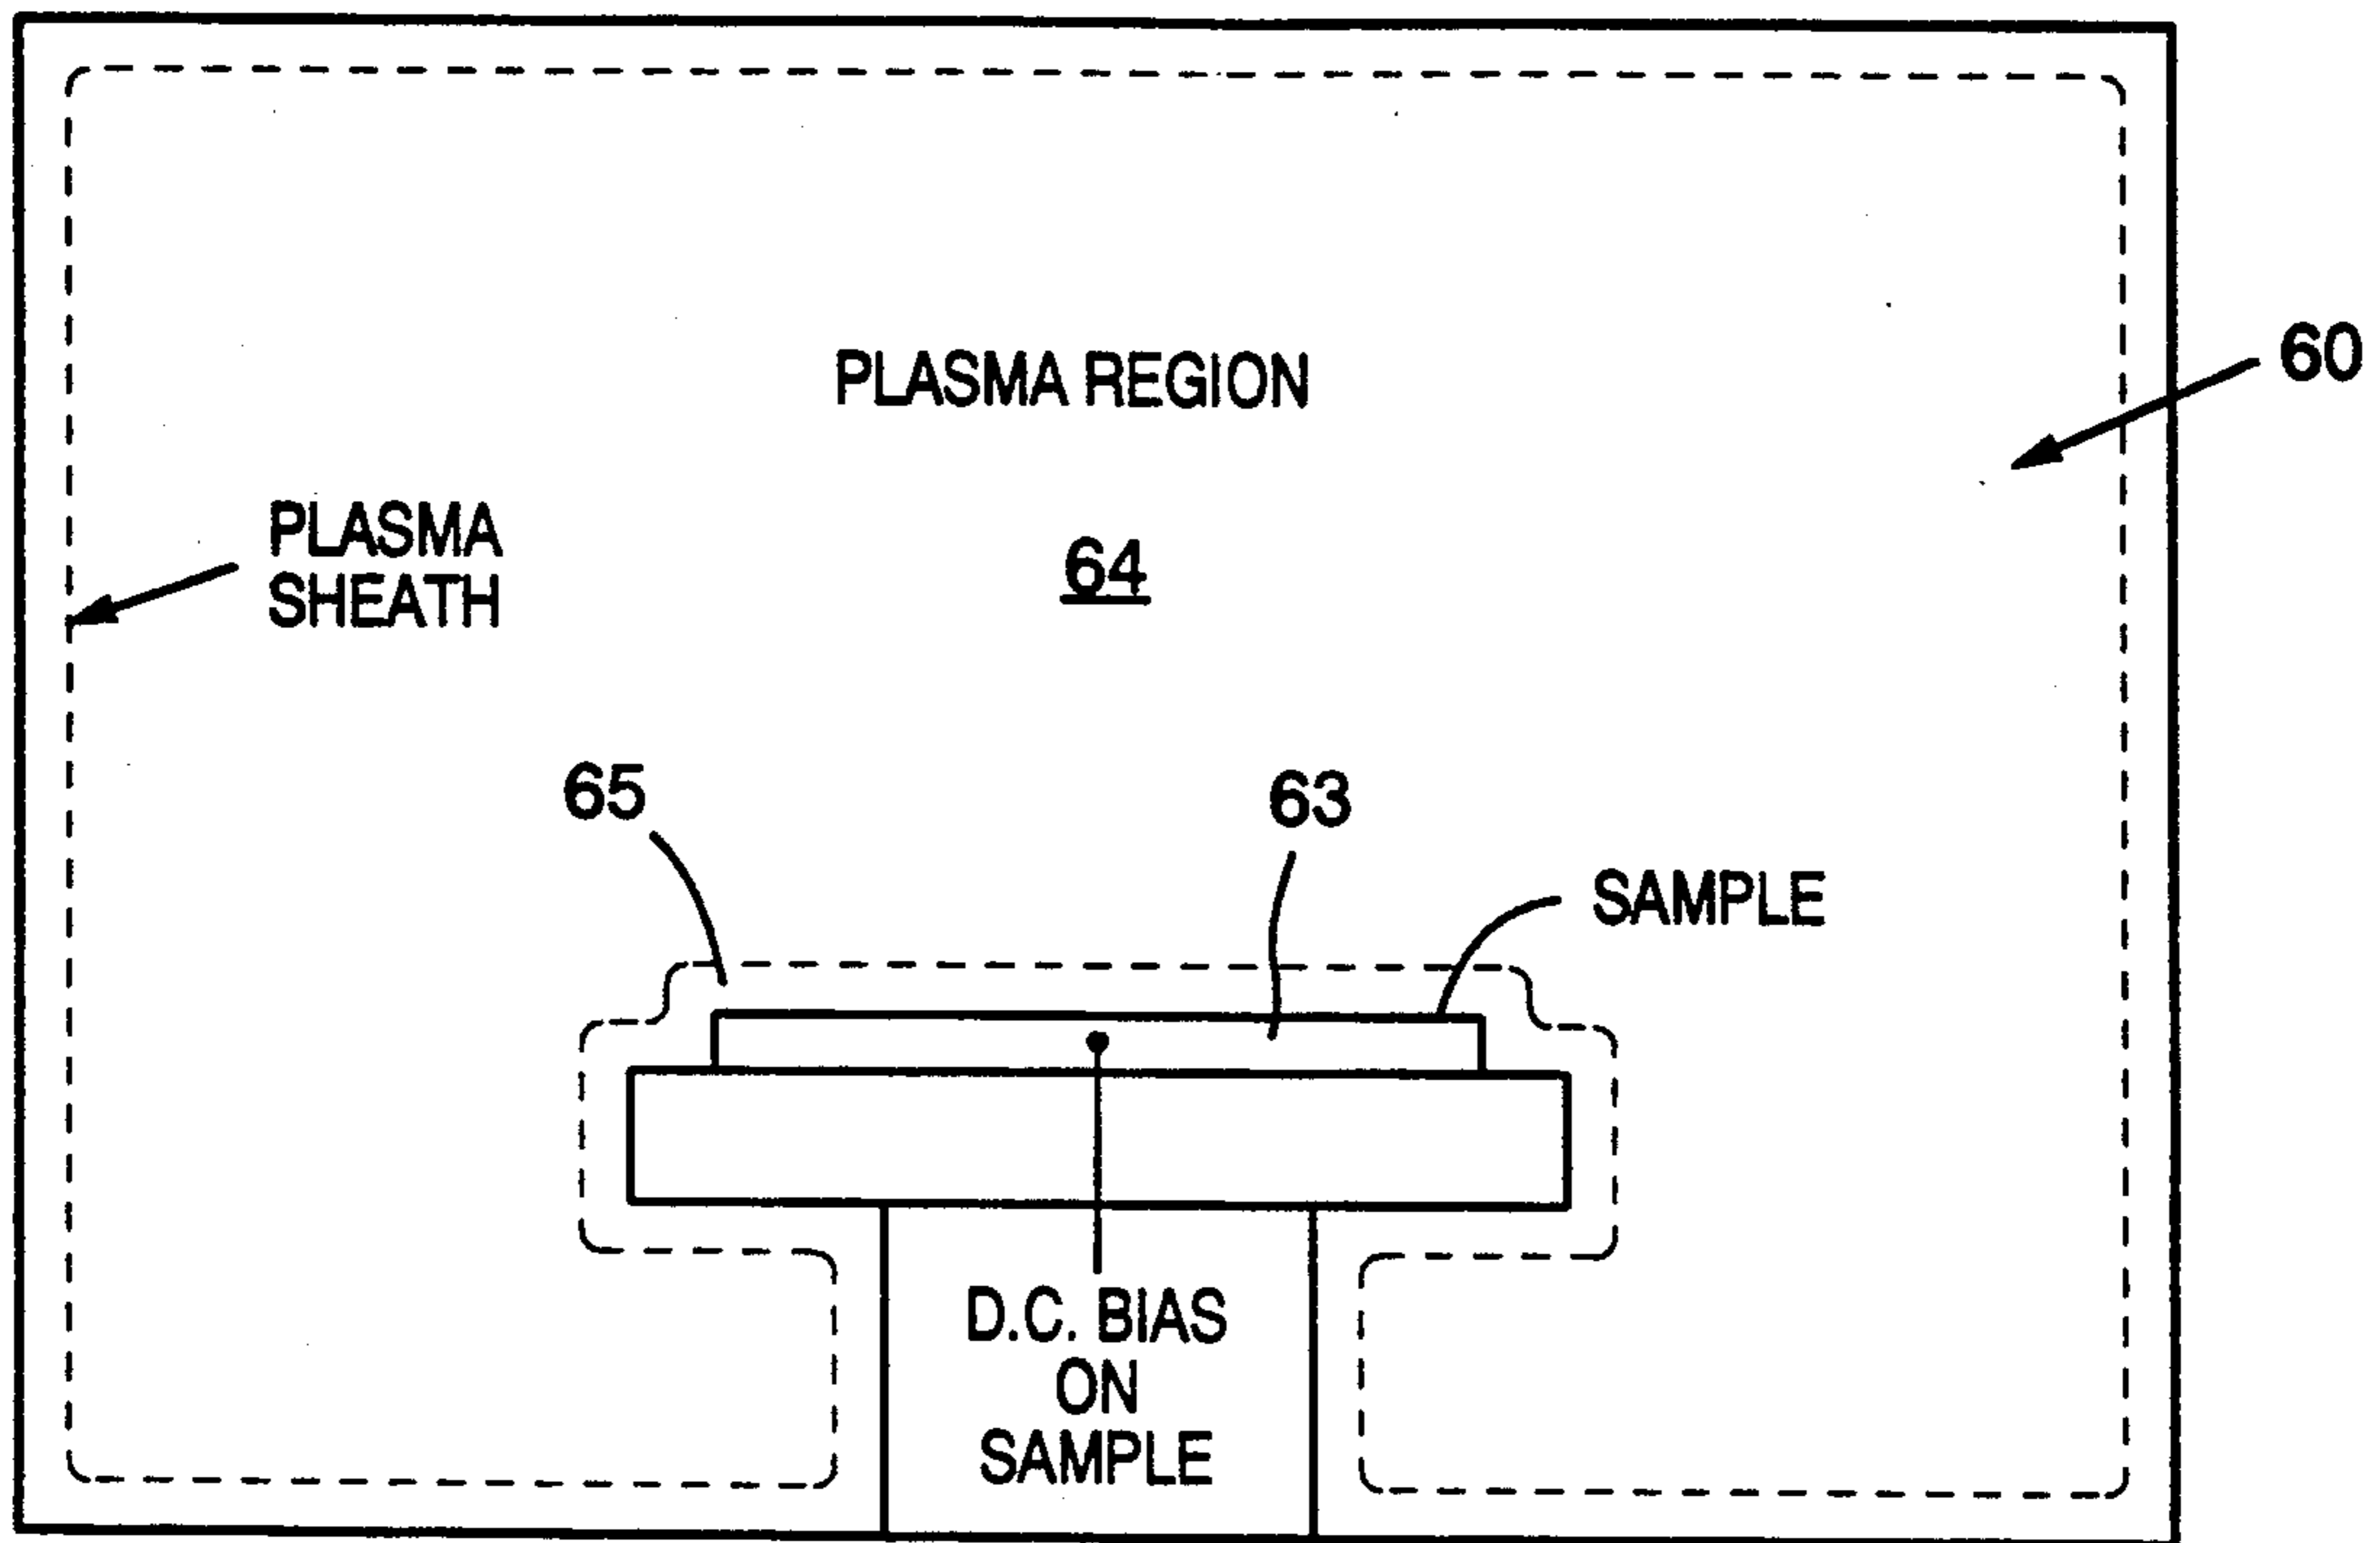 PLASMA REGION
60
PLASMA
SHEATH
64
65
63
SAMPLE
D.C. BIAS
ON
SAMPLE